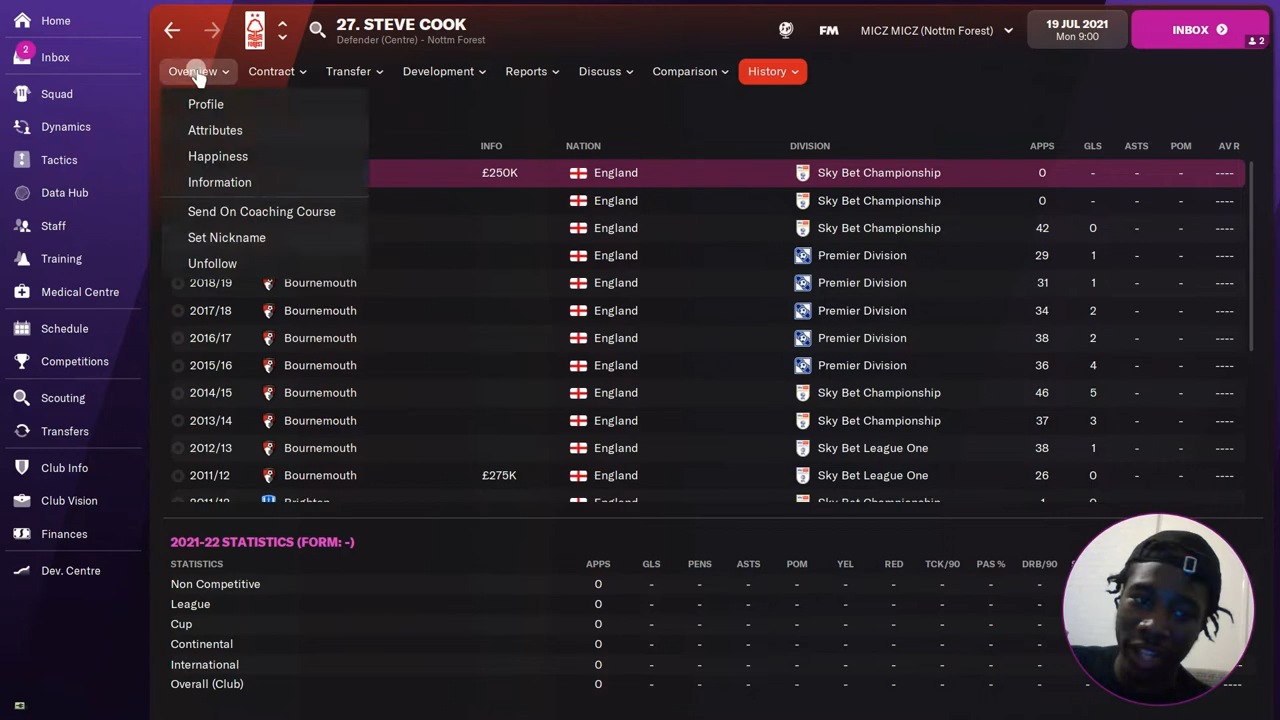 Home
27. STEVE COOK
Defender (Centre) - Nottm Forest
FM
MICZ MICZ (Nottm Forest)
19 JUL 2021
Mon 9:00
INBOX
2
2
Inbox
Squad
Dynamics
Tactics
Data Hub
Staff
Training
Medical Centre
Schedule
Competitions
Scouting
Transfers
Club Info
Club Vision
Finances
Dev. Centre
Overview
Contract
Transfer
Development
Reports
Discuss
Comparison
History
Profile
Attributes
Happiness
Information
Send On Coaching Course
Set Nickname
Unfollow
INFO NATION DIVISION APPS GLS ASTS POM AV R
£250K England Sky Bet Championship 0 - - - ----
England Sky Bet Championship 0 - - - ----
England Sky Bet Championship 42 0 - - ----
England Premier Division 29 1 - - ----
2018/19 Bournemouth England Premier Division 31 1 - - ----
2017/18 Bournemouth England Premier Division 34 2 - - ----
2016/17 Bournemouth England Premier Division 38 2 - - ----
2015/16 Bournemouth England Premier Division 36 4 - - ----
2014/15 Bournemouth England Sky Bet Championship 46 5 - - ----
2013/14 Bournemouth England Sky Bet Championship 37 3 - - ----
2012/13 Bournemouth England Sky Bet League One 38 1 - - ----
2011/12 Bournemouth £275K England Sky Bet League One 26 0 - - ----
2011/12 Brighton England Sky Bet Championship 1 0 - - ----
2021-22 STATISTICS (FORM: -)
STATISTICS APPS GLS PENS ASTS POM YEL RED TCK/90 PAS % DRB/90
Non Competitive 0 - - - - - - - - -
League 0 - - - - - - - - -
Cup 0 - - - - - - - - -
Continental 0 - - - - - - - - -
International 0 - - - - - - - - -
Overall (Club) 0 - - - - - - - - -